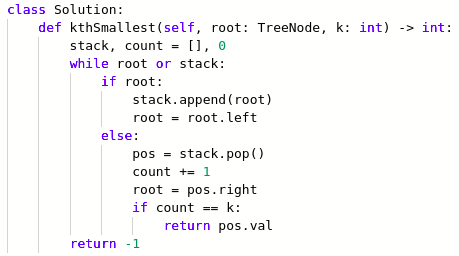 class Solution:
    def kthSmallest(self, root: TreeNode, k: int) -> int:
        stack, count = [], 0
        while root or stack:
            if root:
                stack.append(root)
                root = root.left
            else:
                pos = stack.pop()
                count += 1
                root = pos.right
                if count == k:
                    return pos.val
        return -1